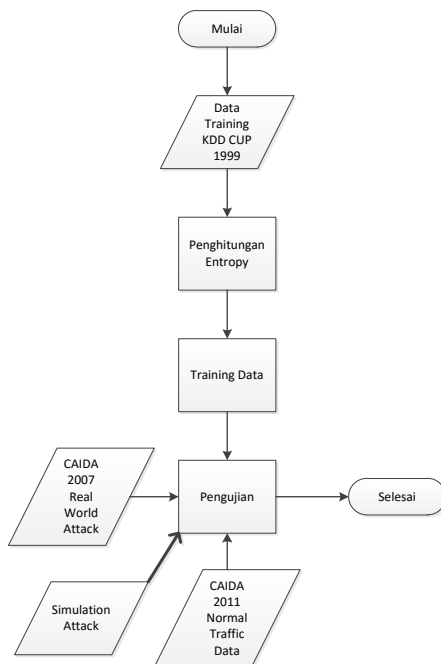 Mulai
Data
Training
KDD CUP
1999
Penghitungan
Entropy
Training Data
CAIDA
2007
Real
World
Attack
Pengujian
Selesai
Simulation
Attack
CAIDA
2011
Normal
Traffic
Data